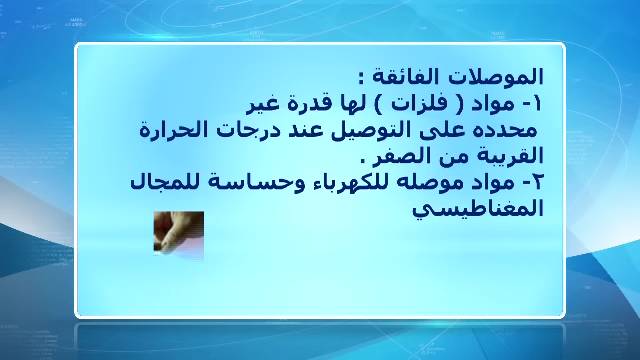 الموصلات الفائقة :
١- مواد ( فلزات ) لها قدرة غير
محدده على التوصيل عند درجات الحرارة
القريبة من الصفر .
٢- مواد موصله للكهرباء وحساسة للمجال
المغناطيسي